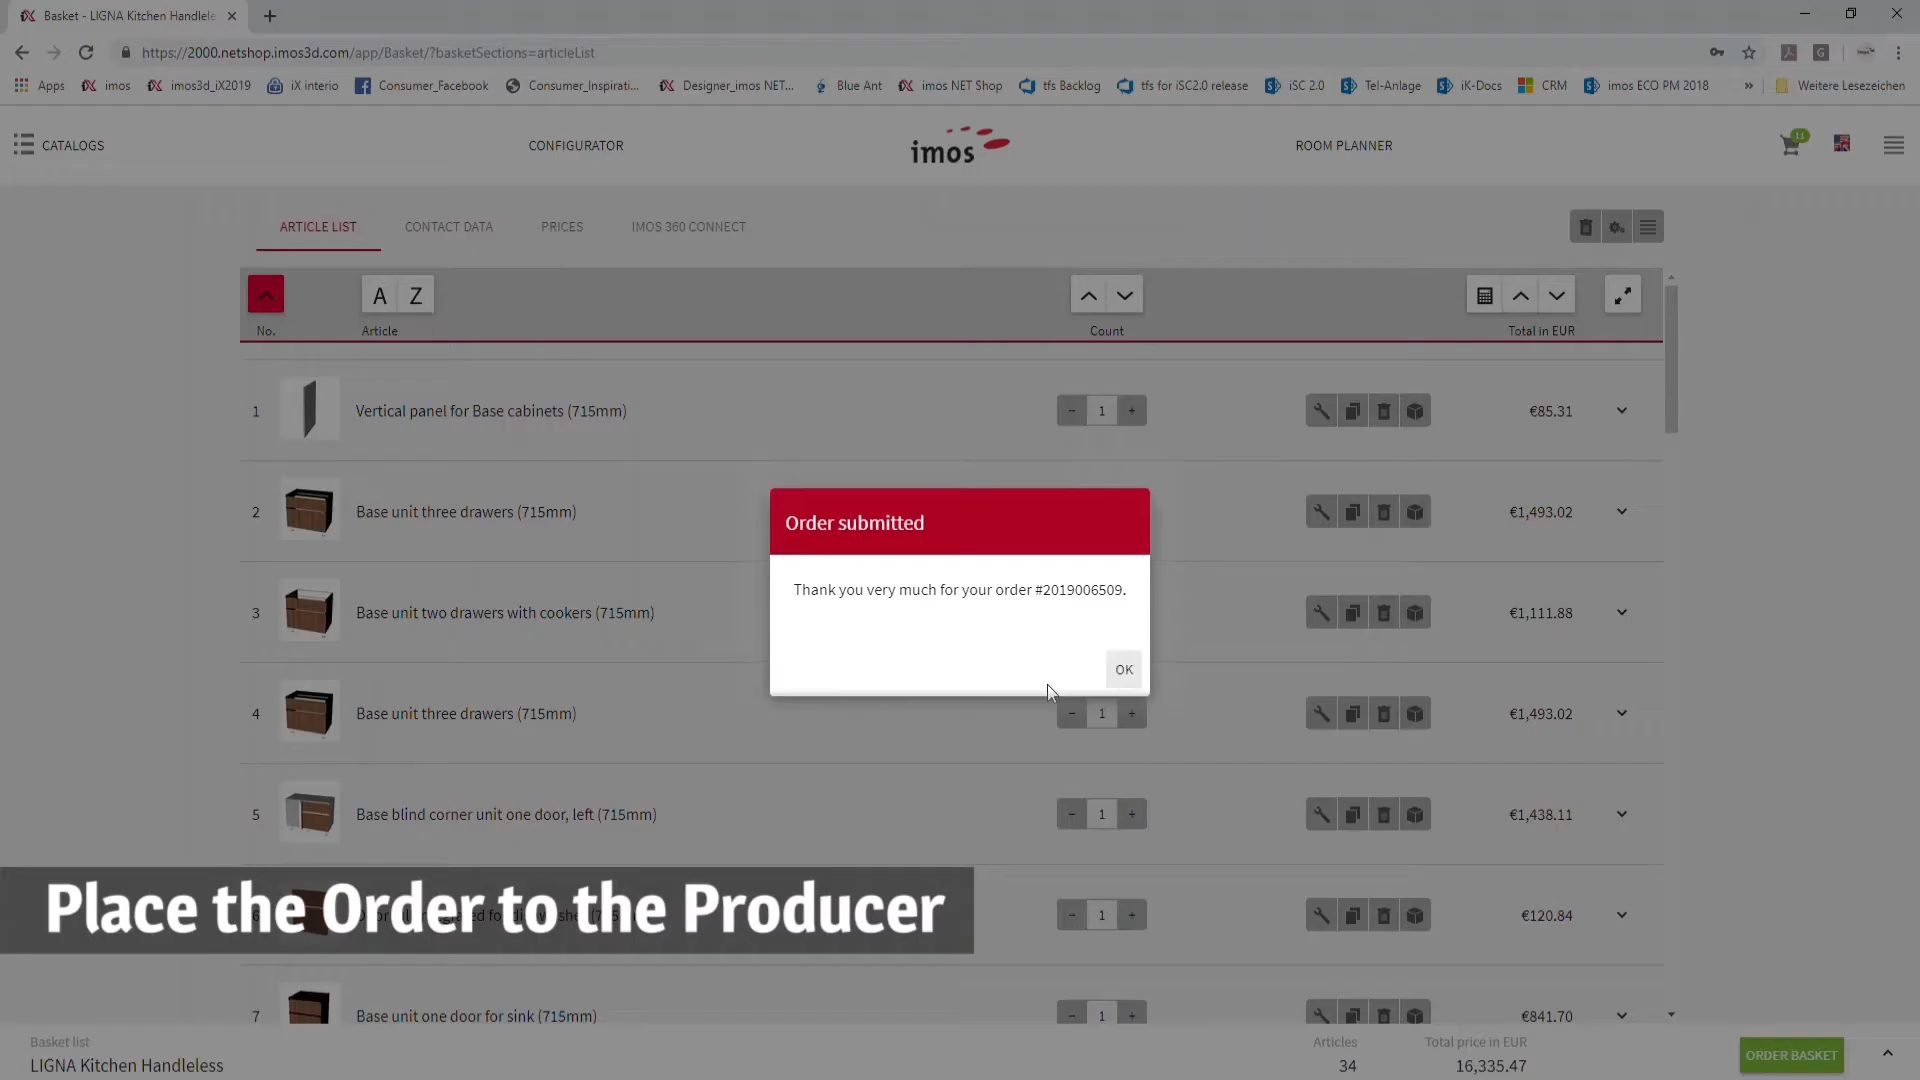 Basket - LIGNA Kitchen Handlele
https://2000.netshop.imos3d.com/app/Basket/?basketSections=articleList
Apps imos imos3d_iX2019 iX interio Consumer_Facebook Consumer_Inspirati... Designer_imos NET... Blue Ant imos NET Shop tfs Backlog tfs for iSC2.0 release iSC 2.0 Tel-Anlage iK-Docs CRM imos ECO PM 2018 » Weitere Lesezeichen
CATALOGS CONFIGURATOR imos ROOM PLANNER 11
ARTICLE LIST CONTACT DATA PRICES IMOS 360 CONNECT
A Z
No. Article Count Total in EUR
1 Vertical panel for Base cabinets (715mm) - 1 + €85.31
2 Base unit three drawers (715mm) €1,493.02
Order submitted
Thank you very much for your order #2019006509.
OK
3 Base unit two drawers with cookers (715mm) €1,111.88
4 Base unit three drawers (715mm) - 1 + €1,493.02
5 Base blind corner unit one door, left (715mm) - 1 + €1,438.11
Place the Order to the Producer
- 1 + €120.84
7 Base unit one door for sink (715mm) - 1 + €841.70
Basket list Articles Total price in EUR
LIGNA Kitchen Handleless 34 16,335.47
ORDER BASKET